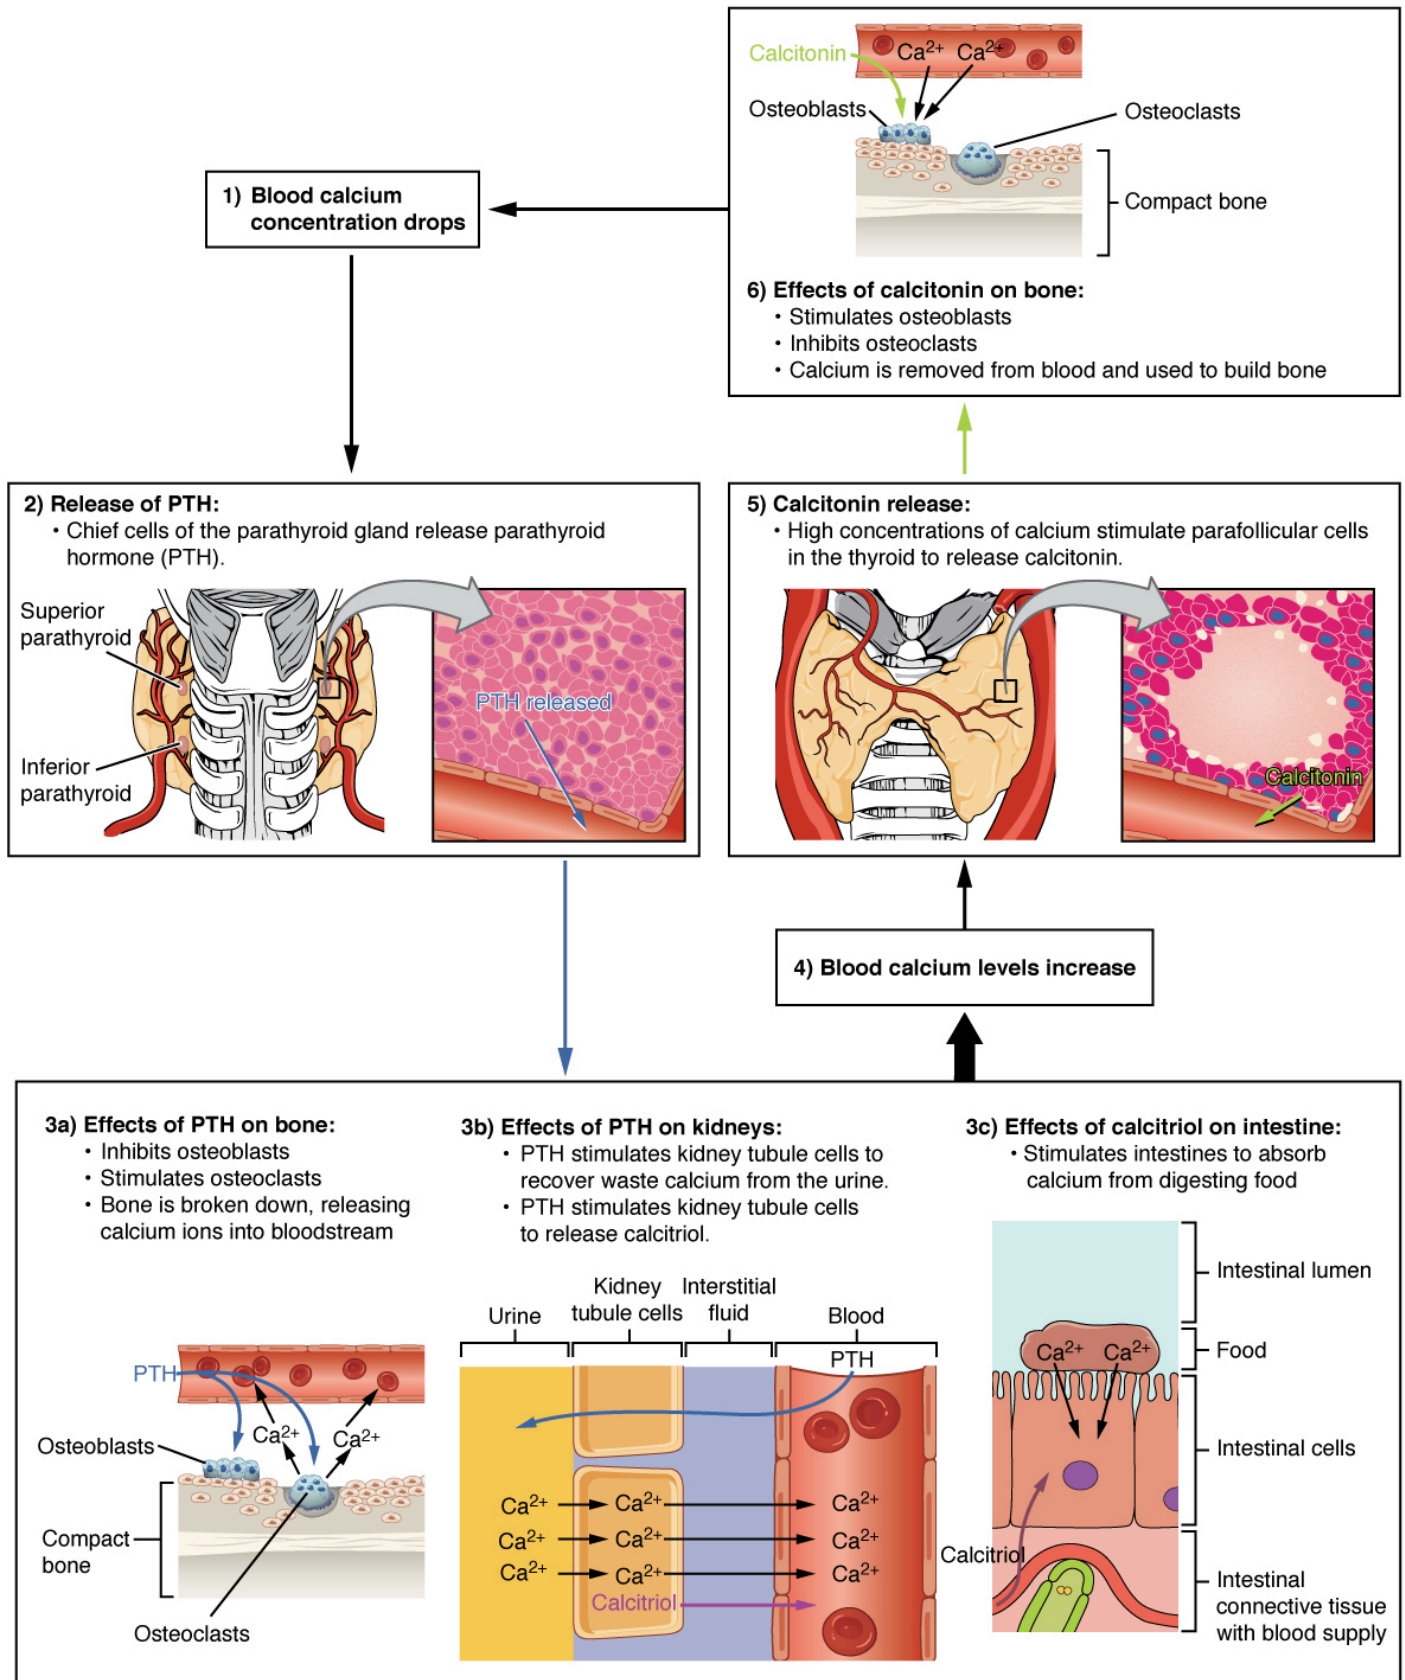 Calcitonin
Ca2+ Ca2+
Osteoblasts
Osteoclasts
Compact bone
6) Effects of calcitonin on bone:
• Stimulates osteoblasts
• Inhibits osteoclasts
• Calcium is removed from blood and used to build bone
1) Blood calcium
concentration drops
2) Release of PTH:
• Chief cells of the parathyroid gland release parathyroid
hormone (PTH).
Superior
parathyroid
PTH released
Inferior
parathyroid
5) Calcitonin release:
• High concentrations of calcium stimulate parafollicular cells
in the thyroid to release calcitonin.
Calcitonin
4) Blood calcium levels increase
3a) Effects of PTH on bone:
• Inhibits osteoblasts
• Stimulates osteoclasts
• Bone is broken down, releasing
calcium ions into bloodstream
PTH
Ca2+ Ca2+
Osteoblasts
Compact
bone
Osteoclasts
3b) Effects of PTH on kidneys:
• PTH stimulates kidney tubule cells to
recover waste calcium from the urine.
• PTH stimulates kidney tubule cells
to release calcitriol.
Urine
Kidney
tubule cells
Interstitial
fluid
Blood
PTH
Ca2+ Ca2+ Ca2+
Ca2+ Ca2+ Ca2+
Ca2+ Ca2+ Ca2+
Calcitriol
3c) Effects of calcitriol on intestine:
• Stimulates intestines to absorb
calcium from digesting food
Intestinal lumen
Ca2+ Ca2+
Food
Intestinal cells
Calcitriol
Intestinal
connective tissue
with blood supply